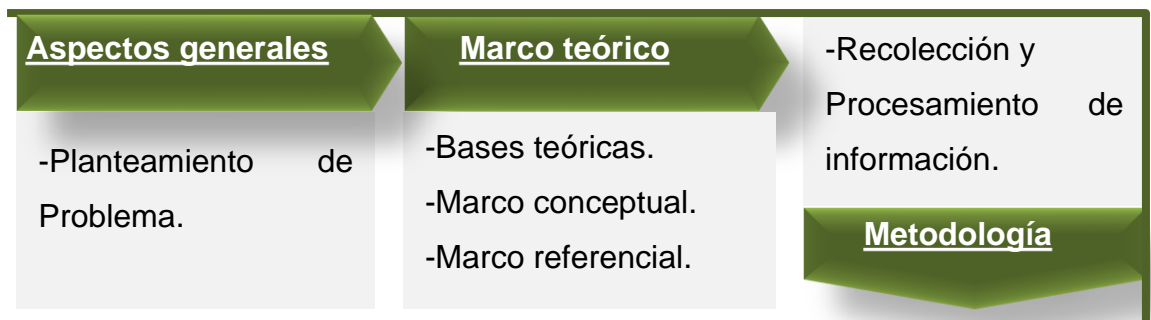 Aspectos generales
-Planteamiento de
Problema.
Marco teórico
-Bases teóricas.
-Marco conceptual.
-Marco referencial.
-Recolección y
Procesamiento de
información.
Metodología